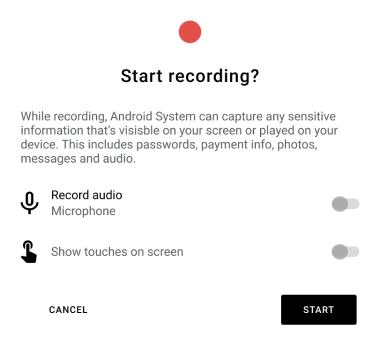 Start recording?
While recording, Android System can capture any sensitive
information that's visisble on your screen or played on your
device. This includes passwords, payment info, photos,
messages and audio.
Record audio
Microphone
Show touches on screen
CANCEL
START